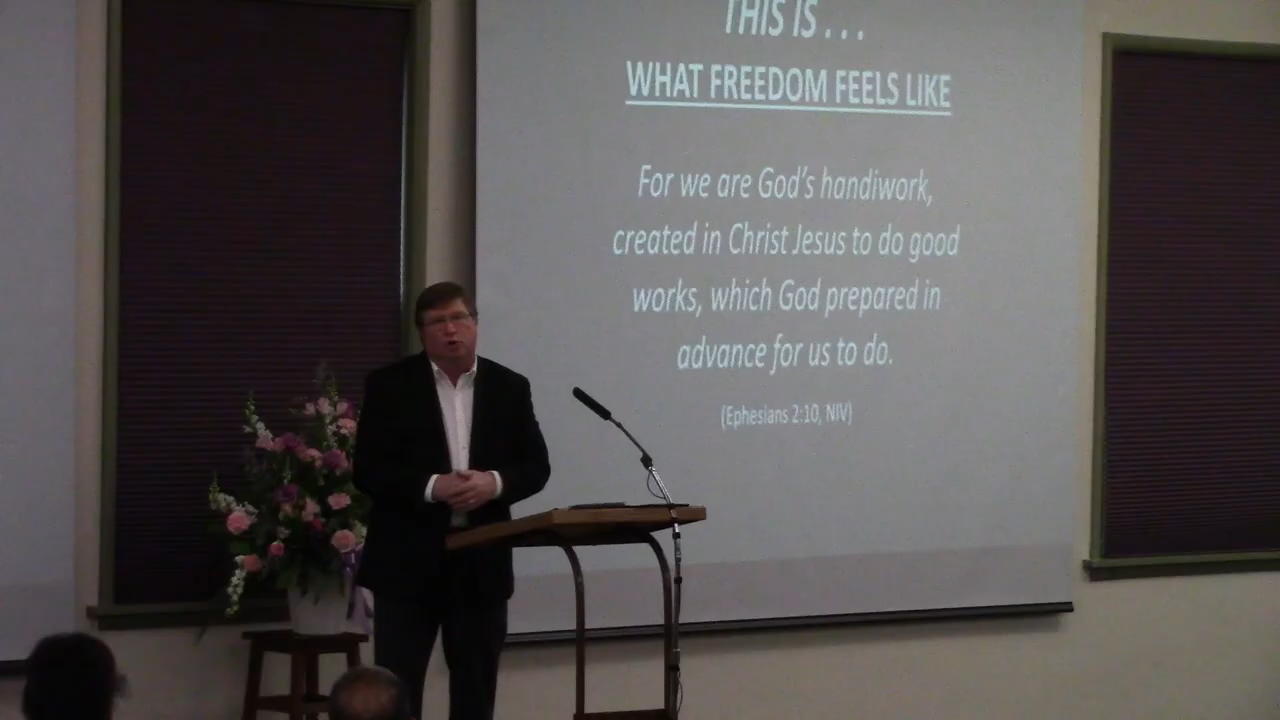 THIS IS . . .
WHAT FREEDOM FEELS LIKE
For we are God's handiwork,
created in Christ Jesus to do good
works, which God prepared in
advance for us to do.
(Ephesians 2:10, NIV)